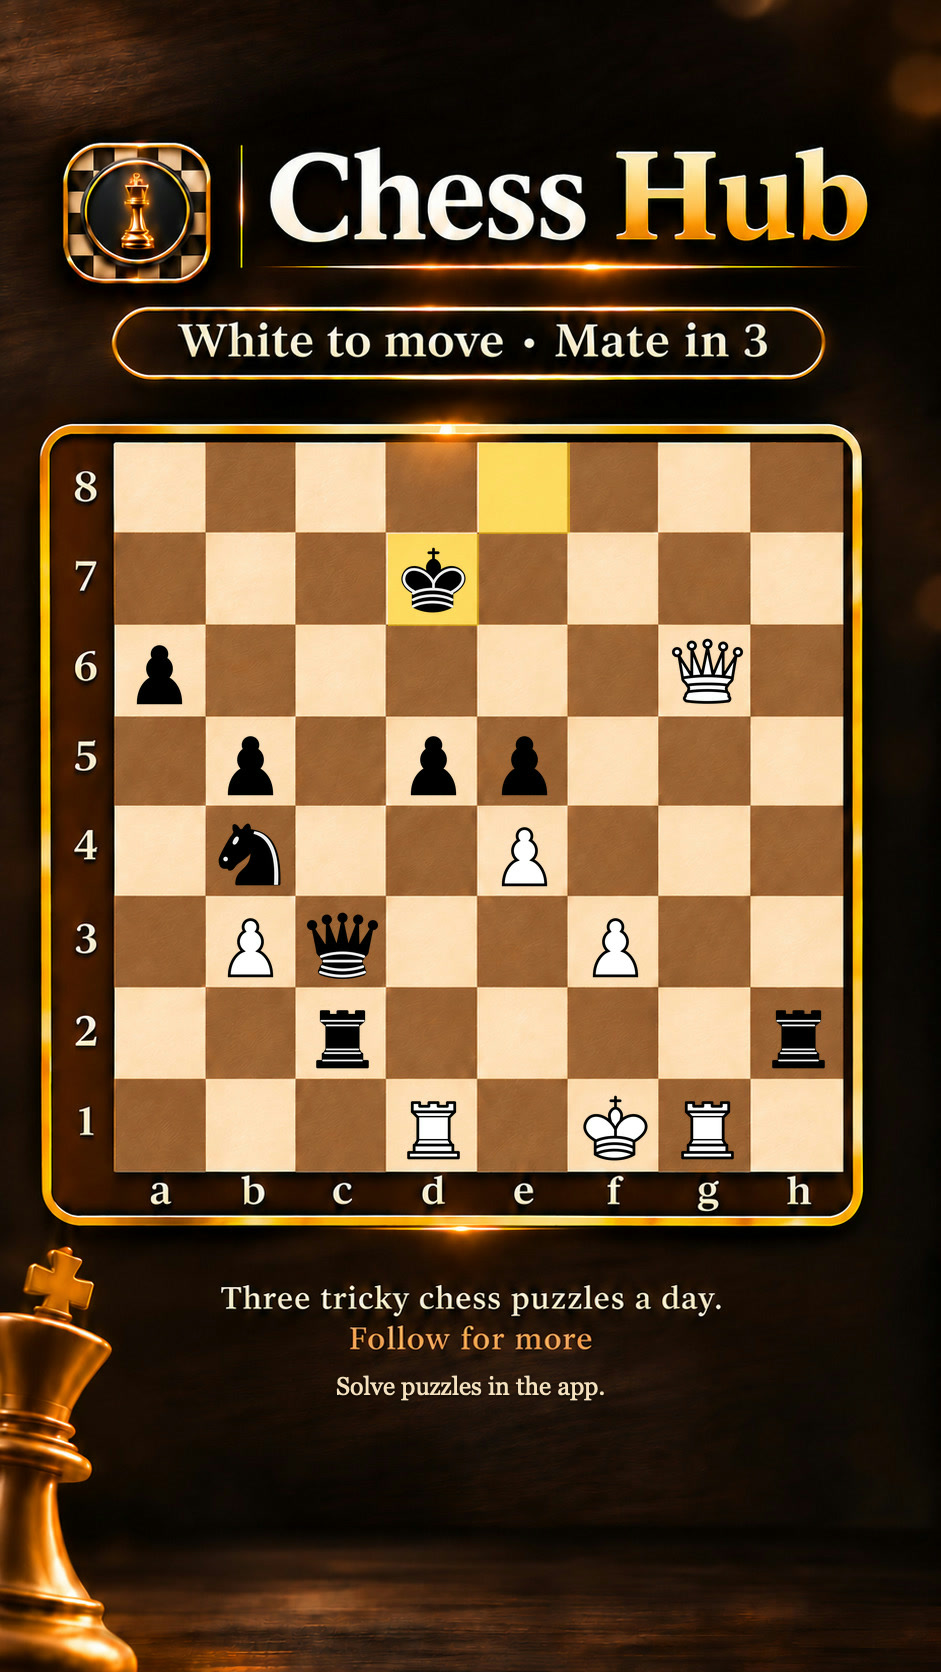 Chess Hub
White to move • Mate in 3
8
7
6
5
4
3
2
1
a b c d e f g h
Three tricky chess puzzles a day.
Follow for more
Solve puzzles in the app.